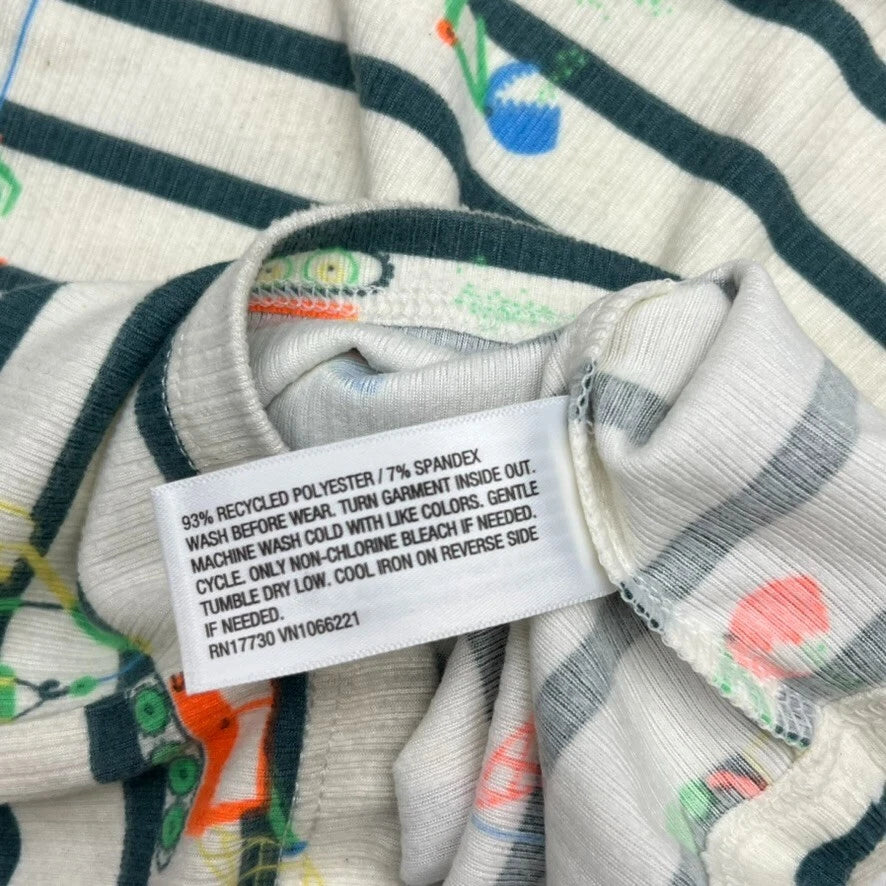 93% RECYCLED POLYESTER / 7% SPANDEX
WASH BEFORE WEAR. TURN GARMENT INSIDE OUT.
MACHINE WASH COLD WITH LIKE COLORS. GENTLE
CYCLE. ONLY NON-CHLORINE BLEACH IF NEEDED.
TUMBLE DRY LOW. COOL IRON ON REVERSE SIDE
IF NEEDED.
RN17730 VN1066221